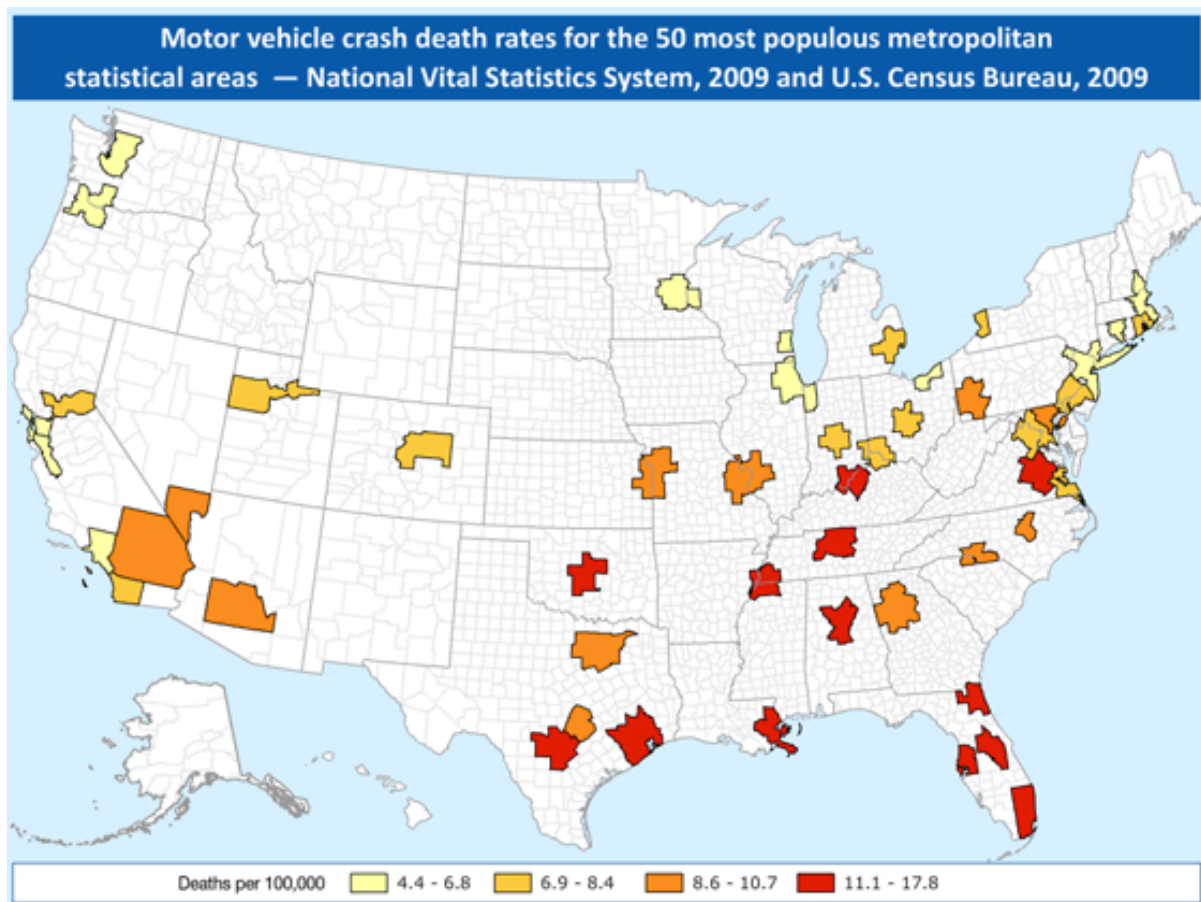 Motor vehicle crash death rates for the 50 most populous metropolitan
statistical areas — National Vital Statistics System, 2009 and U.S. Census Bureau, 2009
Deaths per 100,000 4.4 - 6.8 6.9 - 8.4 8.6 - 10.7 11.1 - 17.8